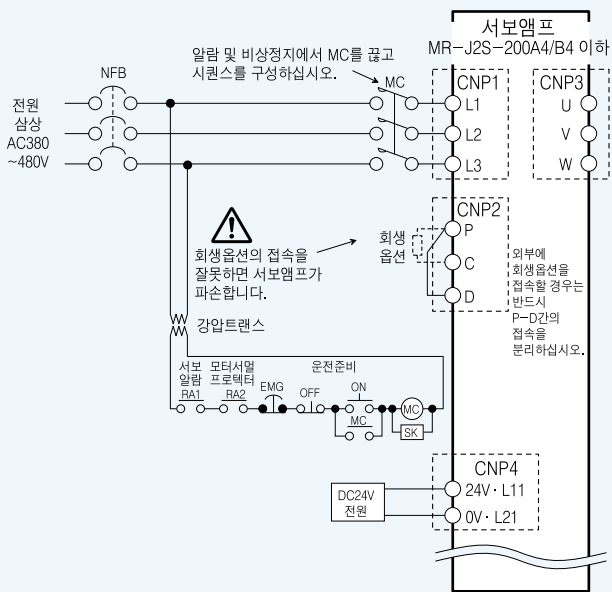 서보앰프
MR-J2S-200A4/B4 이하
알람 및 비상정지에서 MC를 끊고
시퀀스를 구성하십시오.
NFB
MC
CNP1
CNP3
전원
삼상
AC380
~480V
L1
L2
L3
U
V
W
CNP2
P
C
D
회생
옵션
회생옵션의 접속을
잘못하면 서보앰프가
파손합니다.
외부에
회생옵션을
접속할 경우는
반드시
P-D간의
접속을
분리하십시오.
강압트랜스
서보
알람
RA1
모터서멀
프로텍터
RA2
EMG
OFF
운전준비
ON
MC
MC
SK
CNP4
24V · L11
0V · L21
DC24V
전원